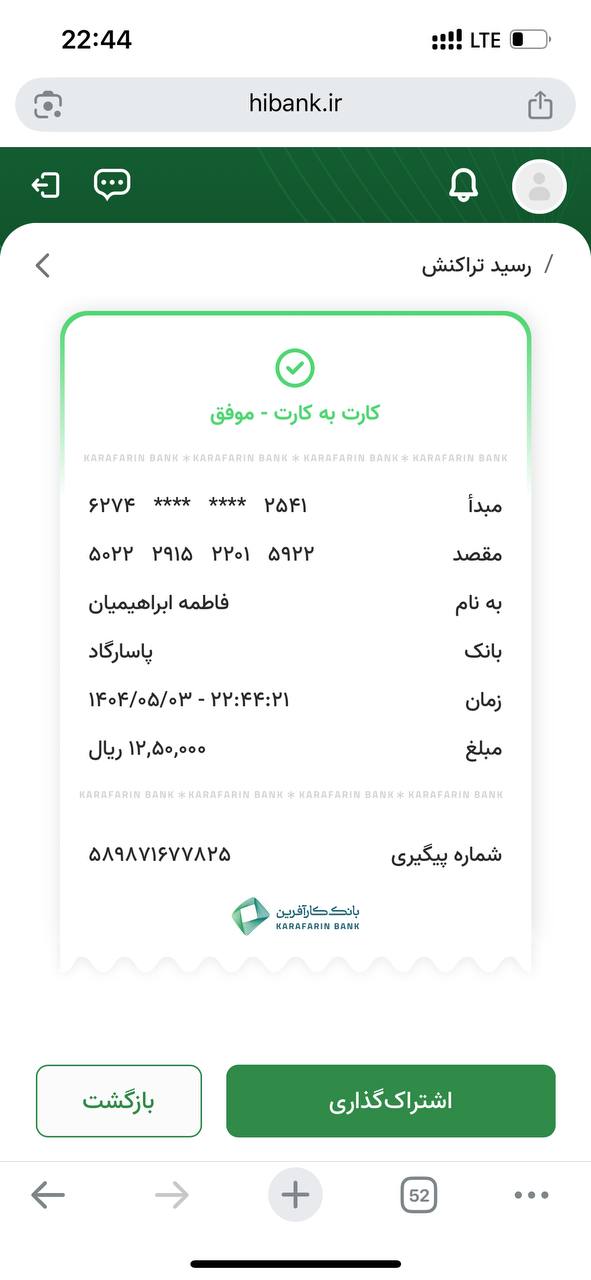 22:44
LTE
hibank.ir
/ رسید تراکنش
کارت به کارت - موفق
KARAFARIN BANK * KARAFARIN BANK * KARAFARIN BANK * KARAFARIN BANK
مبدأ ۶۲۷۴ **** **** ۲۵۴۱
مقصد ۵۰۲۲ ۲۹۱۵ ۲۲۰۱ ۵۹۲۲
به نام فاطمه ابراهیمیان
بانک پاسارگاد
زمان ۱۴۰۴/۰۵/۰۳ - ۲۲:۴۴:۲۱
مبلغ ۱۲,۵۰,۰۰۰ ریال
KARAFARIN BANK * KARAFARIN BANK * KARAFARIN BANK * KARAFARIN BANK
شماره پیگیری ۵۸۹۸۷۱۶۷۷۸۲۵
بانک کارآفرین
KARAFARIN BANK
اشتراک‌گذاری
بازگشت
52